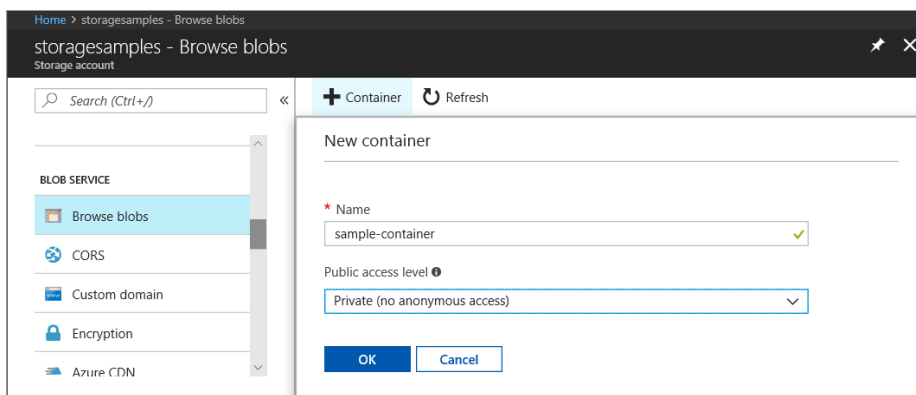 Home > storagesamples - Browse blobs
storagesamples - Browse blobs
Storage account
Search (Ctrl+/)
«
Container
Refresh
New container
BLOB SERVICE
Browse blobs
CORS
Custom domain
Encryption
Azure CDN
* Name
sample-container
Public access level
Private (no anonymous access)
OK
Cancel